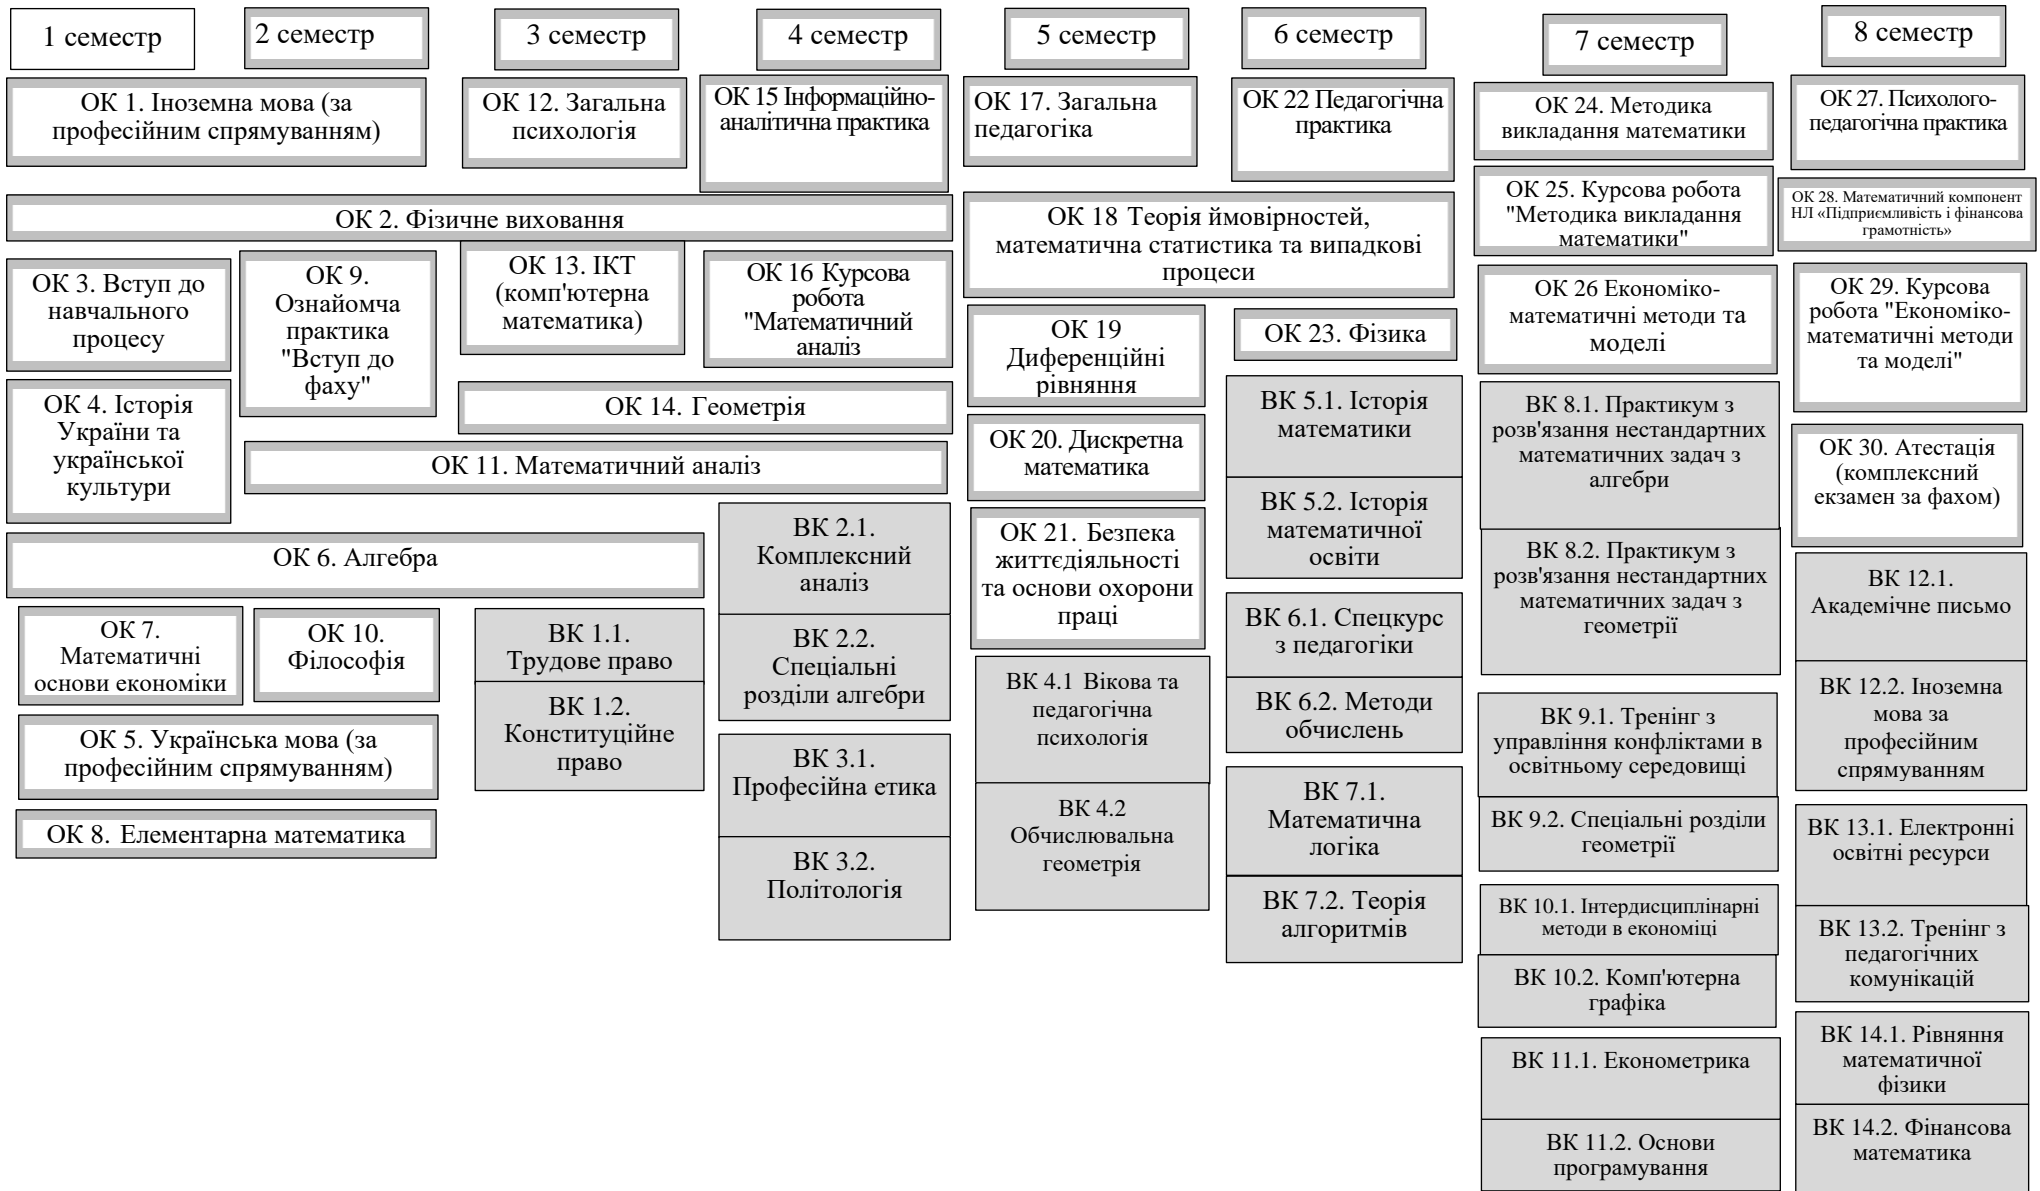 1 семестр
2 семестр
3 семестр
4 семестр
5 семестр
6 семестр
7 семестр
8 семестр
ОК 1. Іноземна мова (за
професійним спрямуванням)
ОК 12. Загальна
психологія
ОК 15 Інформаційно-
аналітична практика
ОК 17. Загальна
педагогіка
ОК 22 Педагогічна
практика
ОК 24. Методика
викладання математики
ОК 27. Психолого-
педагогічна практика
ОК 2. Фізичне виховання
ОК 18 Теорія ймовірностей,
математична статистика та випадкові
процеси
ОК 25. Курсова робота
"Методика викладання
математики"
ОК 28. Математичний компонент
НЛ «Підприємливість і фінансова
грамотність»
ОК 3. Вступ до
навчального
процесу
ОК 9.
Ознайомча
практика
"Вступ до
фаху"
ОК 13. ІКТ
(комп'ютерна
математика)
ОК 16 Курсова
робота
"Математичний
аналіз
ОК 19
Диференційні
рівняння
ОК 23. Фізика
ОК 26 Економіко-
математичні методи та
моделі
ОК 29. Курсова
робота "Економіко-
математичні методи
та моделі"
ОК 4. Історія
України та
української
культури
ОК 14. Геометрія
ОК 11. Математичний аналіз
ОК 20. Дискретна
математика
ВК 5.1. Історія
математики
ВК 5.2. Історія
математичної
освіти
ВК 8.1. Практикум з
розв'язання нестандартних
математичних задач з
алгебри
ВК 8.2. Практикум з
розв'язання нестандартних
математичних задач з
геометрії
ОК 30. Атестація
(комплексний
екзамен за фахом)
ОК 6. Алгебра
ВК 2.1.
Комплексний
аналіз
ВК 2.2.
Спеціальні
розділи алгебри
ОК 21. Безпека
життєдіяльності
та основи охорони
праці
ВК 12.1.
Академічне письмо
ВК 12.2. Іноземна
мова за
професійним
спрямуванням
ОК 7.
Математичні
основи економіки
ОК 10.
Філософія
ВК 1.1.
Трудове право
ВК 1.2.
Конституційне
право
ВК 6.1. Спецкурс
з педагогіки
ВК 6.2. Методи
обчислень
ОК 5. Українська мова (за
професійним спрямуванням)
ВК 3.1.
Професійна етика
ВК 3.2.
Політологія
ВК 4.1 Вікова та
педагогічна
психологія
ВК 4.2
Обчислювальна
геометрія
ВК 9.1. Тренінг з
управління конфліктами в
освітньому середовищі
ВК 9.2. Спеціальні розділи
геометрії
ОК 8. Елементарна математика
ВК 7.1.
Математична
логіка
ВК 7.2. Теорія
алгоритмів
ВК 13.1. Електронні
освітні ресурси
ВК 13.2. Тренінг з
педагогічних
комунікацій
ВК 10.1. Інтердисциплінарні
методи в економіці
ВК 10.2. Комп'ютерна
графіка
ВК 14.1. Рівняння
математичної
фізики
ВК 14.2. Фінансова
математика
ВК 11.1. Економетрика
ВК 11.2. Основи
програмування